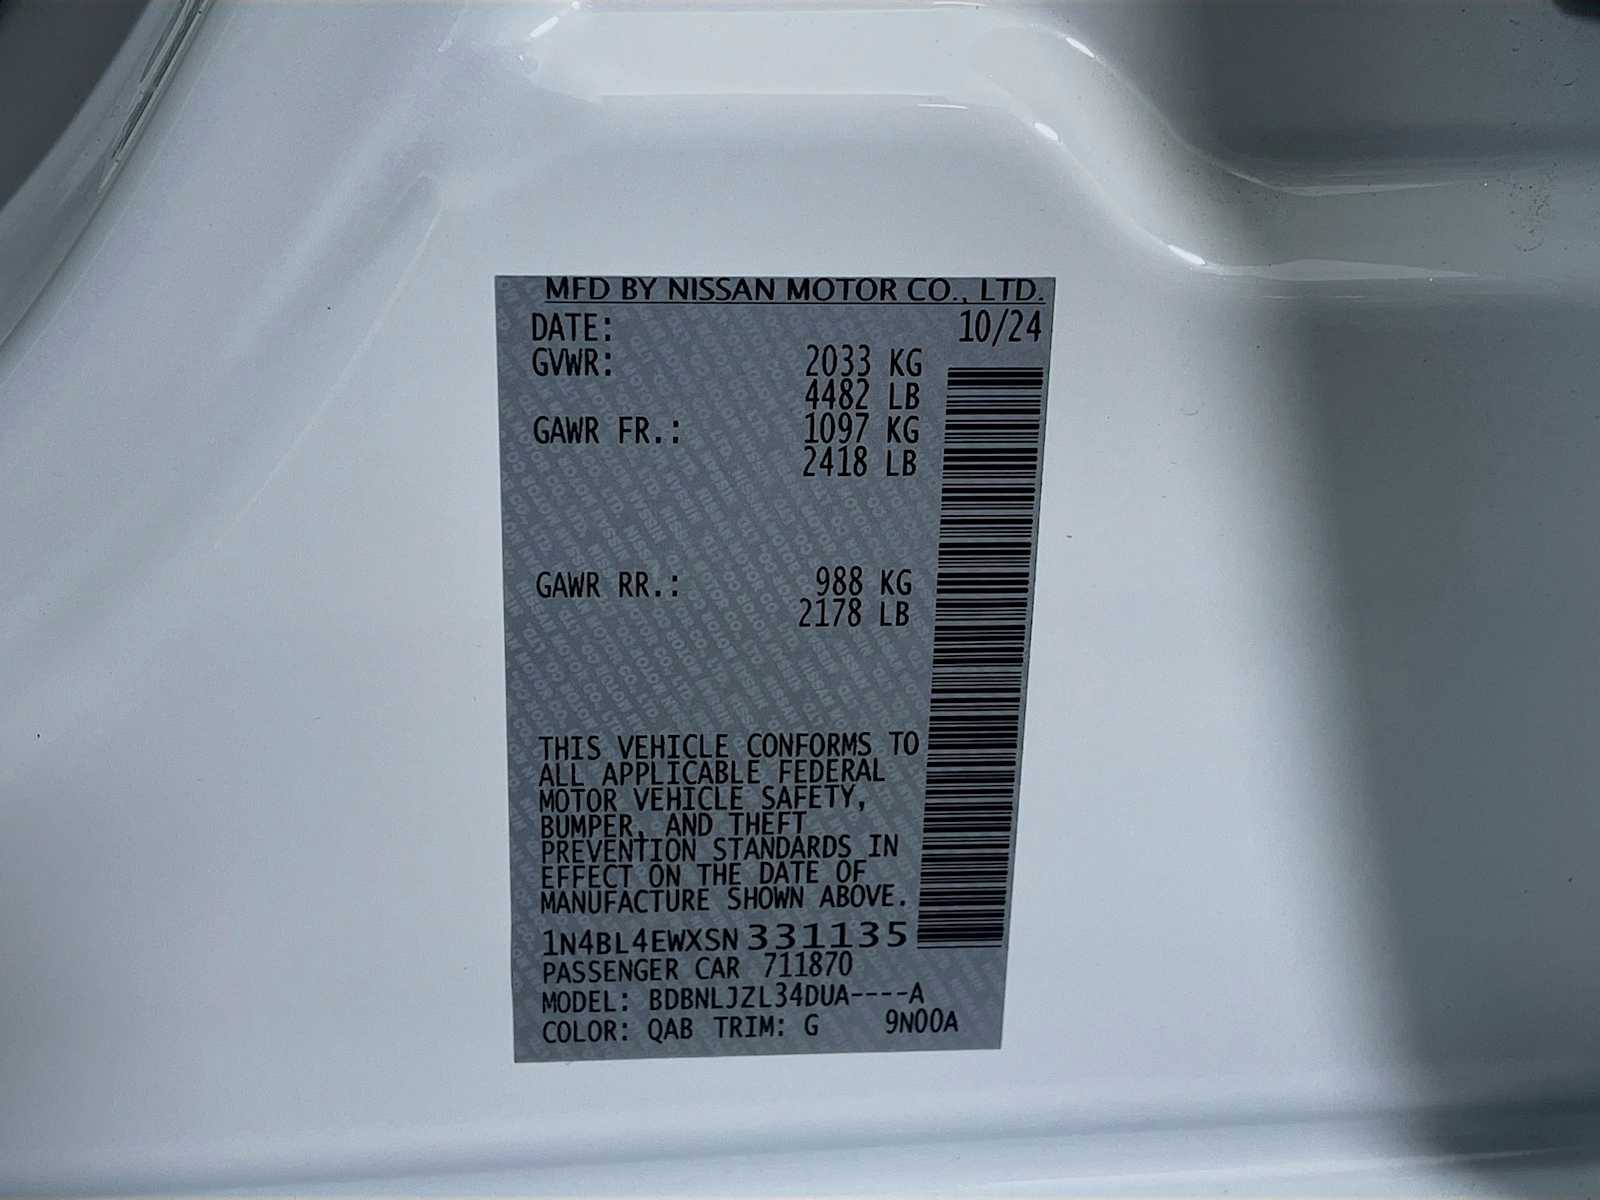 MFD BY NISSAN MOTOR CO., LTD.
DATE: 10/24
GVWR: 2033 KG
4482 LB
GAWR FR.: 1097 KG
2418 LB
GAWR RR.: 988 KG
2178 LB
THIS VEHICLE CONFORMS TO
ALL APPLICABLE FEDERAL
MOTOR VEHICLE SAFETY,
BUMPER, AND THEFT
PREVENTION STANDARDS IN
EFFECT ON THE DATE OF
MANUFACTURE SHOWN ABOVE.
1N4BL4EWXSN331135
PASSENGER CAR 711870
MODEL: BDBNLJZL34DUA----A
COLOR: QAB TRIM: G 9N00A